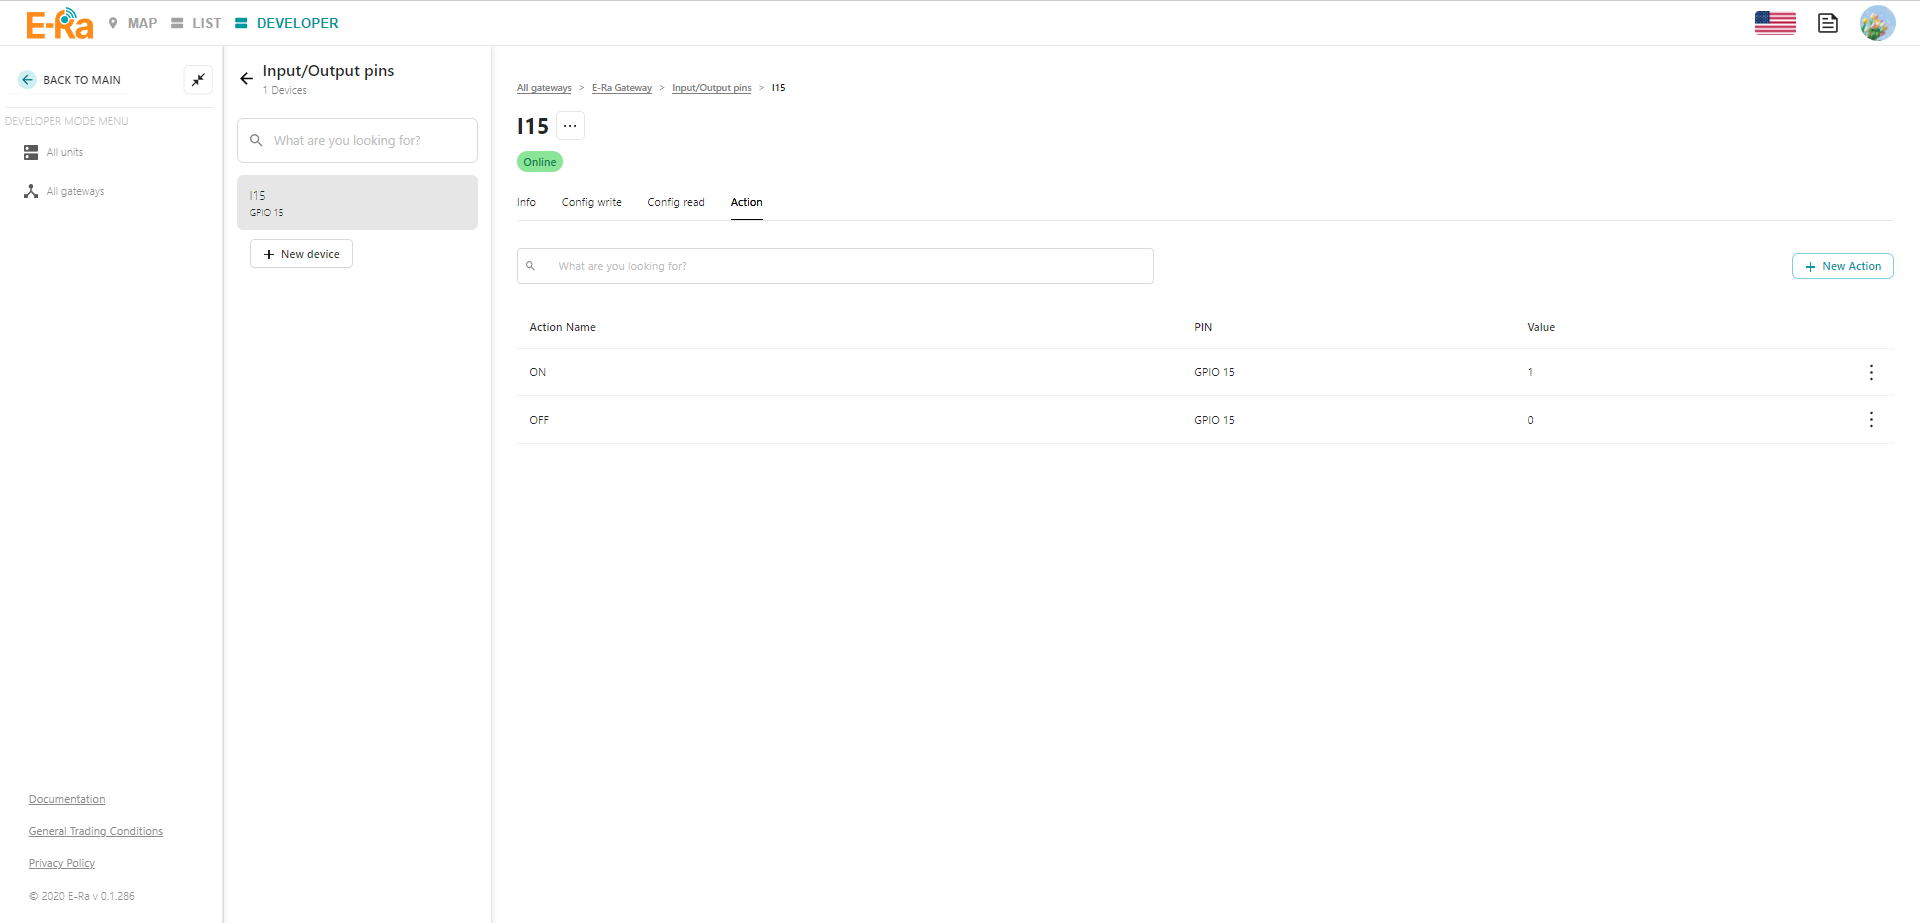 E-Ra MAP LIST DEVELOPER
BACK TO MAIN
DEVELOPER MODE MENU
All units
All gateways
Documentation
General Trading Conditions
Privacy Policy
© 2020 E-Ra v 0.1.286
Input/Output pins
1 Devices
What are you looking for?
I15
GPIO 15
+ New device
All gateways > E-Ra Gateway > Input/Output pins > I15
I15 ...
Online
Info Config write Config read Action
What are you looking for?
+ New Action
Action Name PIN Value
ON GPIO 15 1
OFF GPIO 15 0